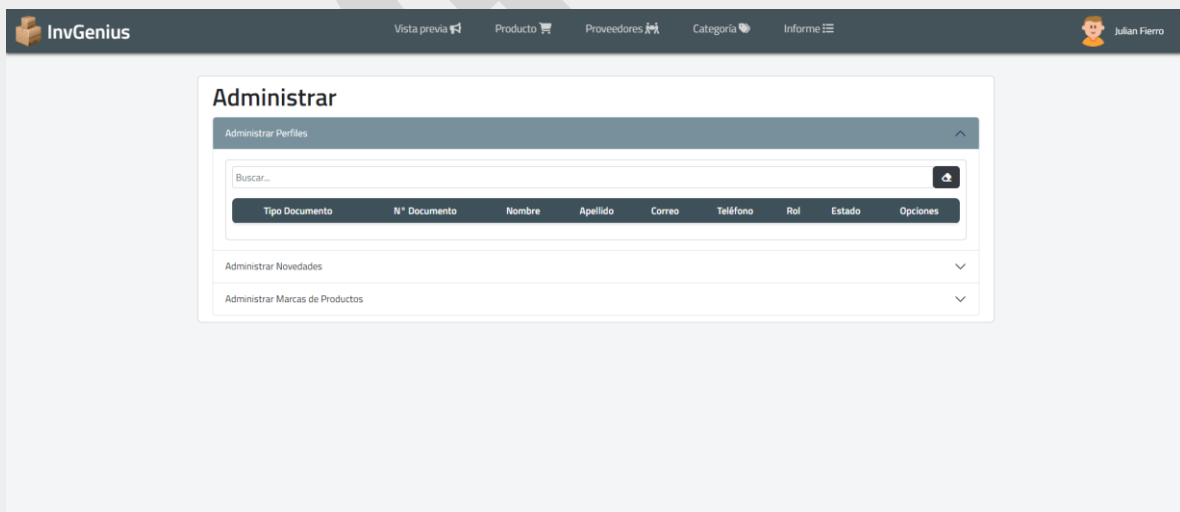 InvGenius
Vista previa Producto Proveedores Categoría Informe
Julian Fierro
Administrar
Administrar Perfiles
Buscar...
Tipo Documento N° Documento Nombre Apellido Correo Teléfono Rol Estado Opciones
Administrar Novedades
Administrar Marcas de Productos